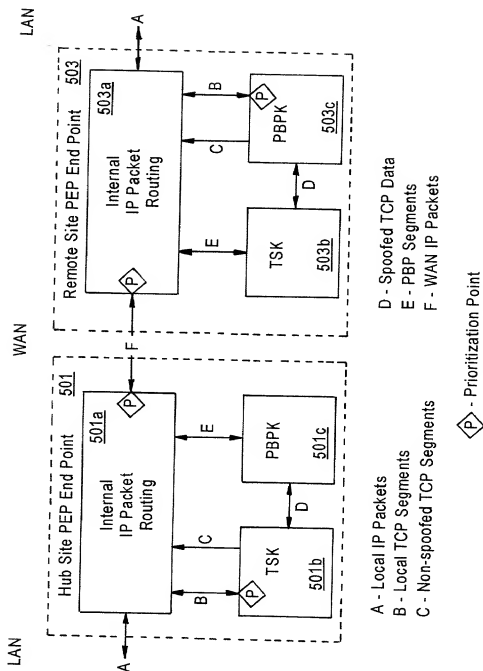 LAN
WAN
LAN
Hub Site PEP End Point
501
Remote Site PEP End Point
503
A
Internal
IP Packet
Routing
501a
P
F
P
Internal
IP Packet
Routing
503a
A
B
C
E
E
C
B
P
TSK
501b
D
PBPK
501c
TSK
503b
D
P
PBPK
503c
A - Local IP Packets
B - Local TCP Segments
C - Non-spoofed TCP Segments
D - Spoofed TCP Data
E - PBP Segments
F - WAN IP Packets
P - Prioritization Point